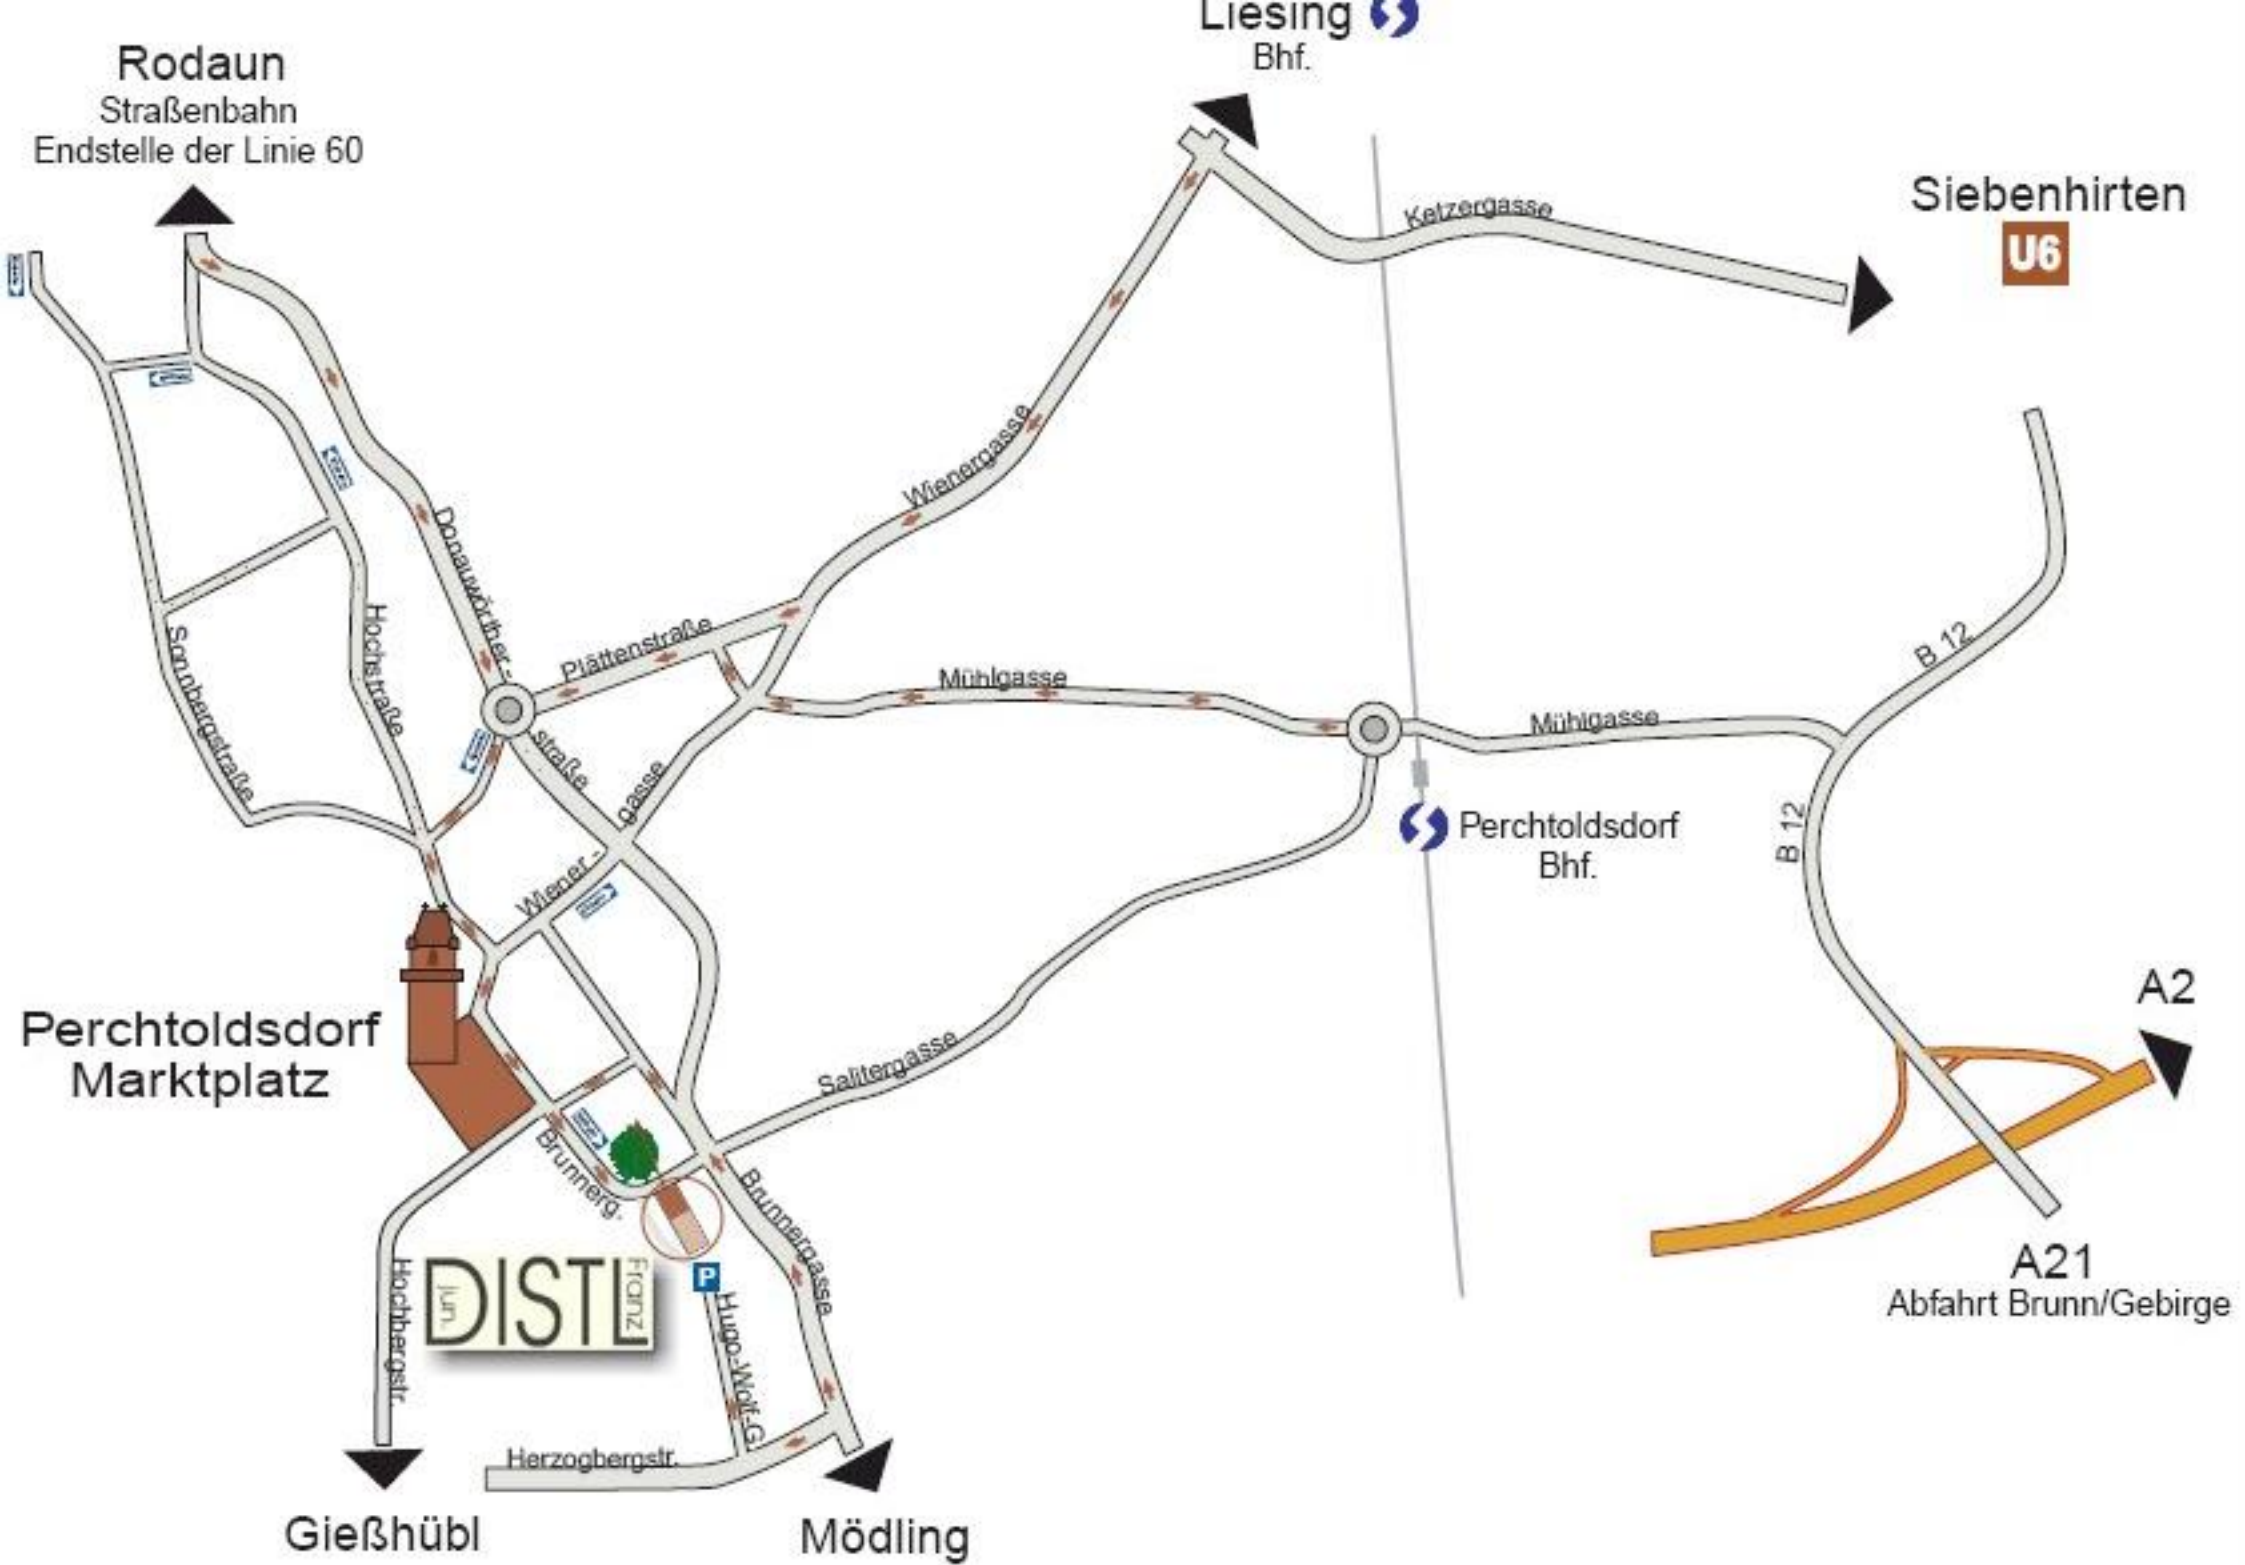 Liesing
Bhf.
Rodaun
Straßenbahn
Endstelle der Linie 60
Siebenhirten
U6
Ketzergasse
Wienergasse
Donauwörther-
straße
Hochstraße
Sonnbergstraße
Plättenstraße
Mühlgasse
Mühlgasse
B 12
B 12
Wiener-
gasse
Perchtoldsdorf
Bhf.
Perchtoldsdorf
Marktplatz
Salitergasse
A2
A21
Abfahrt Brunn/Gebirge
Brunnerg.
Brunnergasse
Hochbergstr.
jun.
DISTL
Franz
P
Hugo-Wolf-G.
Herzogbergstr.
Gießhübl
Mödling